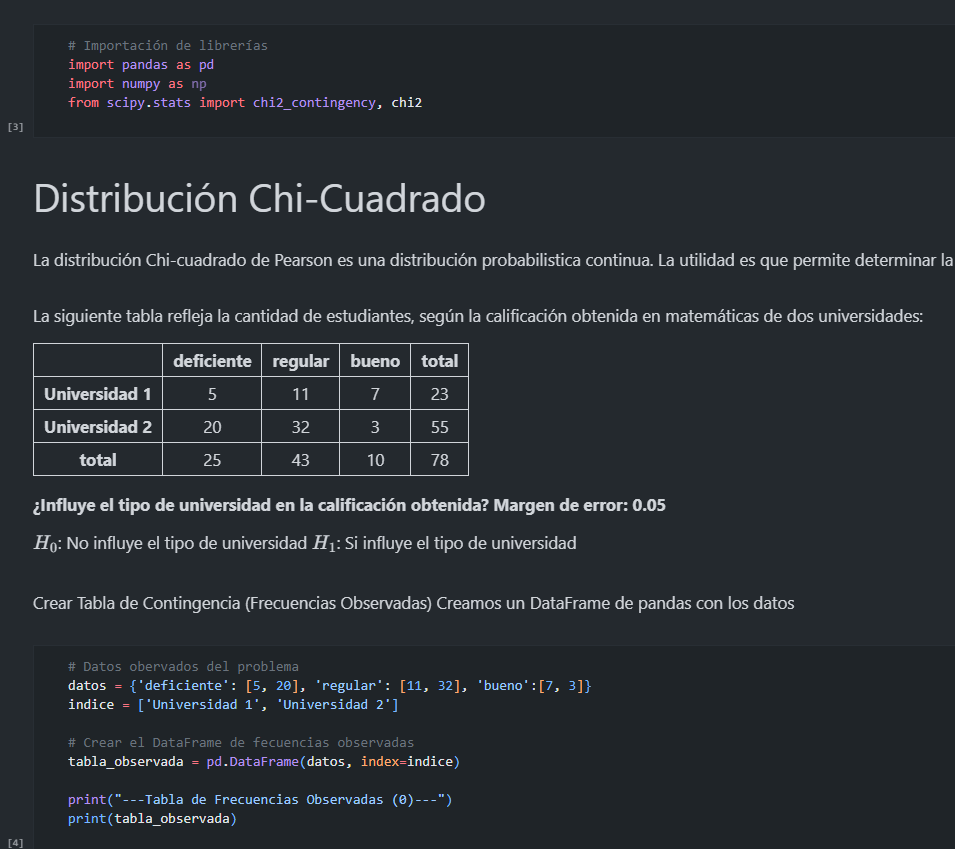 # Importación de librerías
import pandas as pd
import numpy as np
from scipy.stats import chi2_contingency, chi2
[3]
Distribución Chi-Cuadrado
La distribución Chi-cuadrado de Pearson es una distribución probabilistica continua. La utilidad es que permite determinar la
La siguiente tabla refleja la cantidad de estudiantes, según la calificación obtenida en matemáticas de dos universidades:
deficiente regular bueno total
Universidad 1 5 11 7 23
Universidad 2 20 32 3 55
total 25 43 10 78
¿Influye el tipo de universidad en la calificación obtenida? Margen de error: 0.05
H₀: No influye el tipo de universidad H₁: Si influye el tipo de universidad
Crear Tabla de Contingencia (Frecuencias Observadas) Creamos un DataFrame de pandas con los datos
# Datos obervados del problema
datos = {'deficiente': [5, 20], 'regular': [11, 32], 'bueno':[7, 3]}
indice = ['Universidad 1', 'Universidad 2']
# Crear el DataFrame de fecuencias observadas
tabla_observada = pd.DataFrame(datos, index=indice)
print("---Tabla de Frecuencias Observadas (0)---")
print(tabla_observada)
[4]